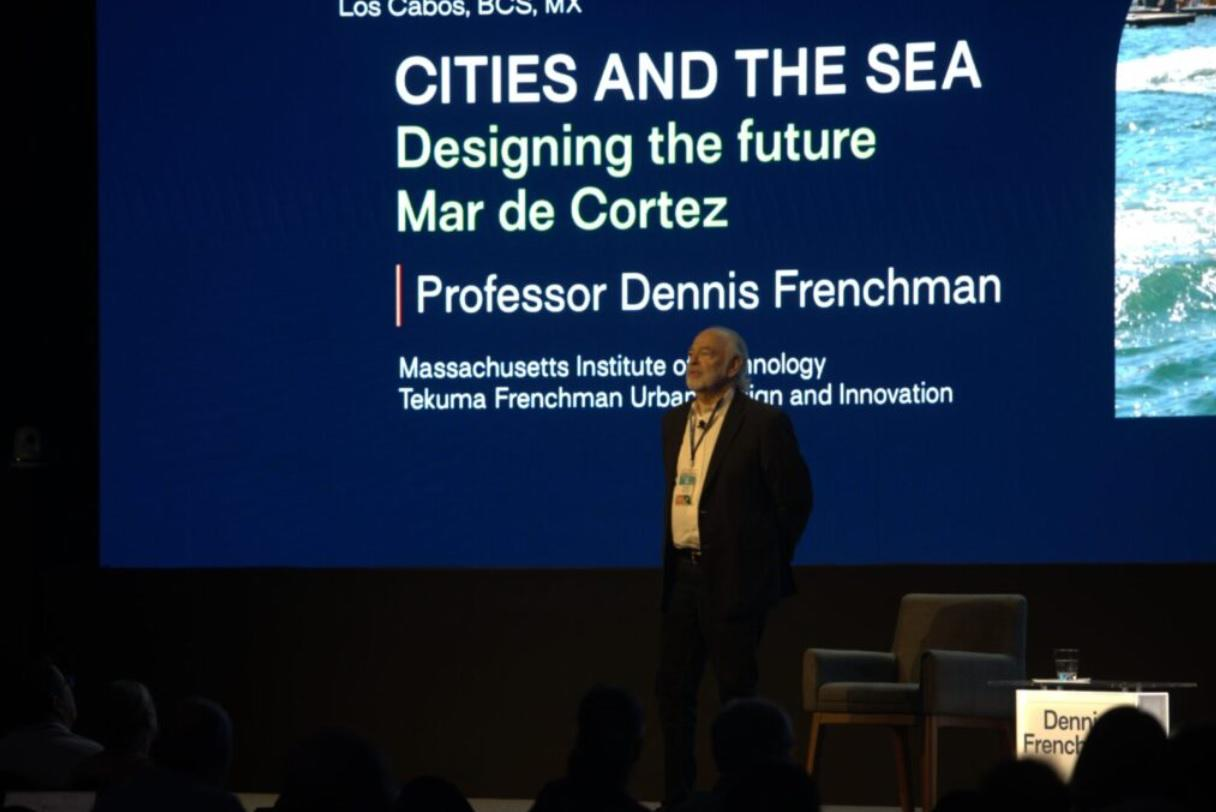 Los Cabos, BCS, MX
CITIES AND THE SEA
Designing the future
Mar de Cortez
Professor Dennis Frenchman
Massachusetts Institute
Tekuma Frenchman and Innovation